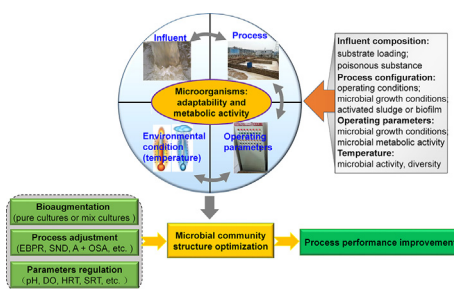 Influent
Process
Microorganisms:
adaptability and
metabolic activity
Environmental
condition
(temperature)
Operating
parameters
Influent composition:
substrate loading;
poisonous substance
Process configuration:
operating conditions;
microbial growth conditions,
activated sludge or biofilm
Operating parameters:
microbial growth conditions,
microbial metabolic activity
Temperature:
microbial activity, diversity
Bioaugmentation
(pure cultures or mix cultures )
Process adjustment
(EBPR, SND, A + OSA, etc. )
Parameters regulation
( pH, DO, HRT, SRT, etc. )
Microbial community
structure optimization
Process performance improvement